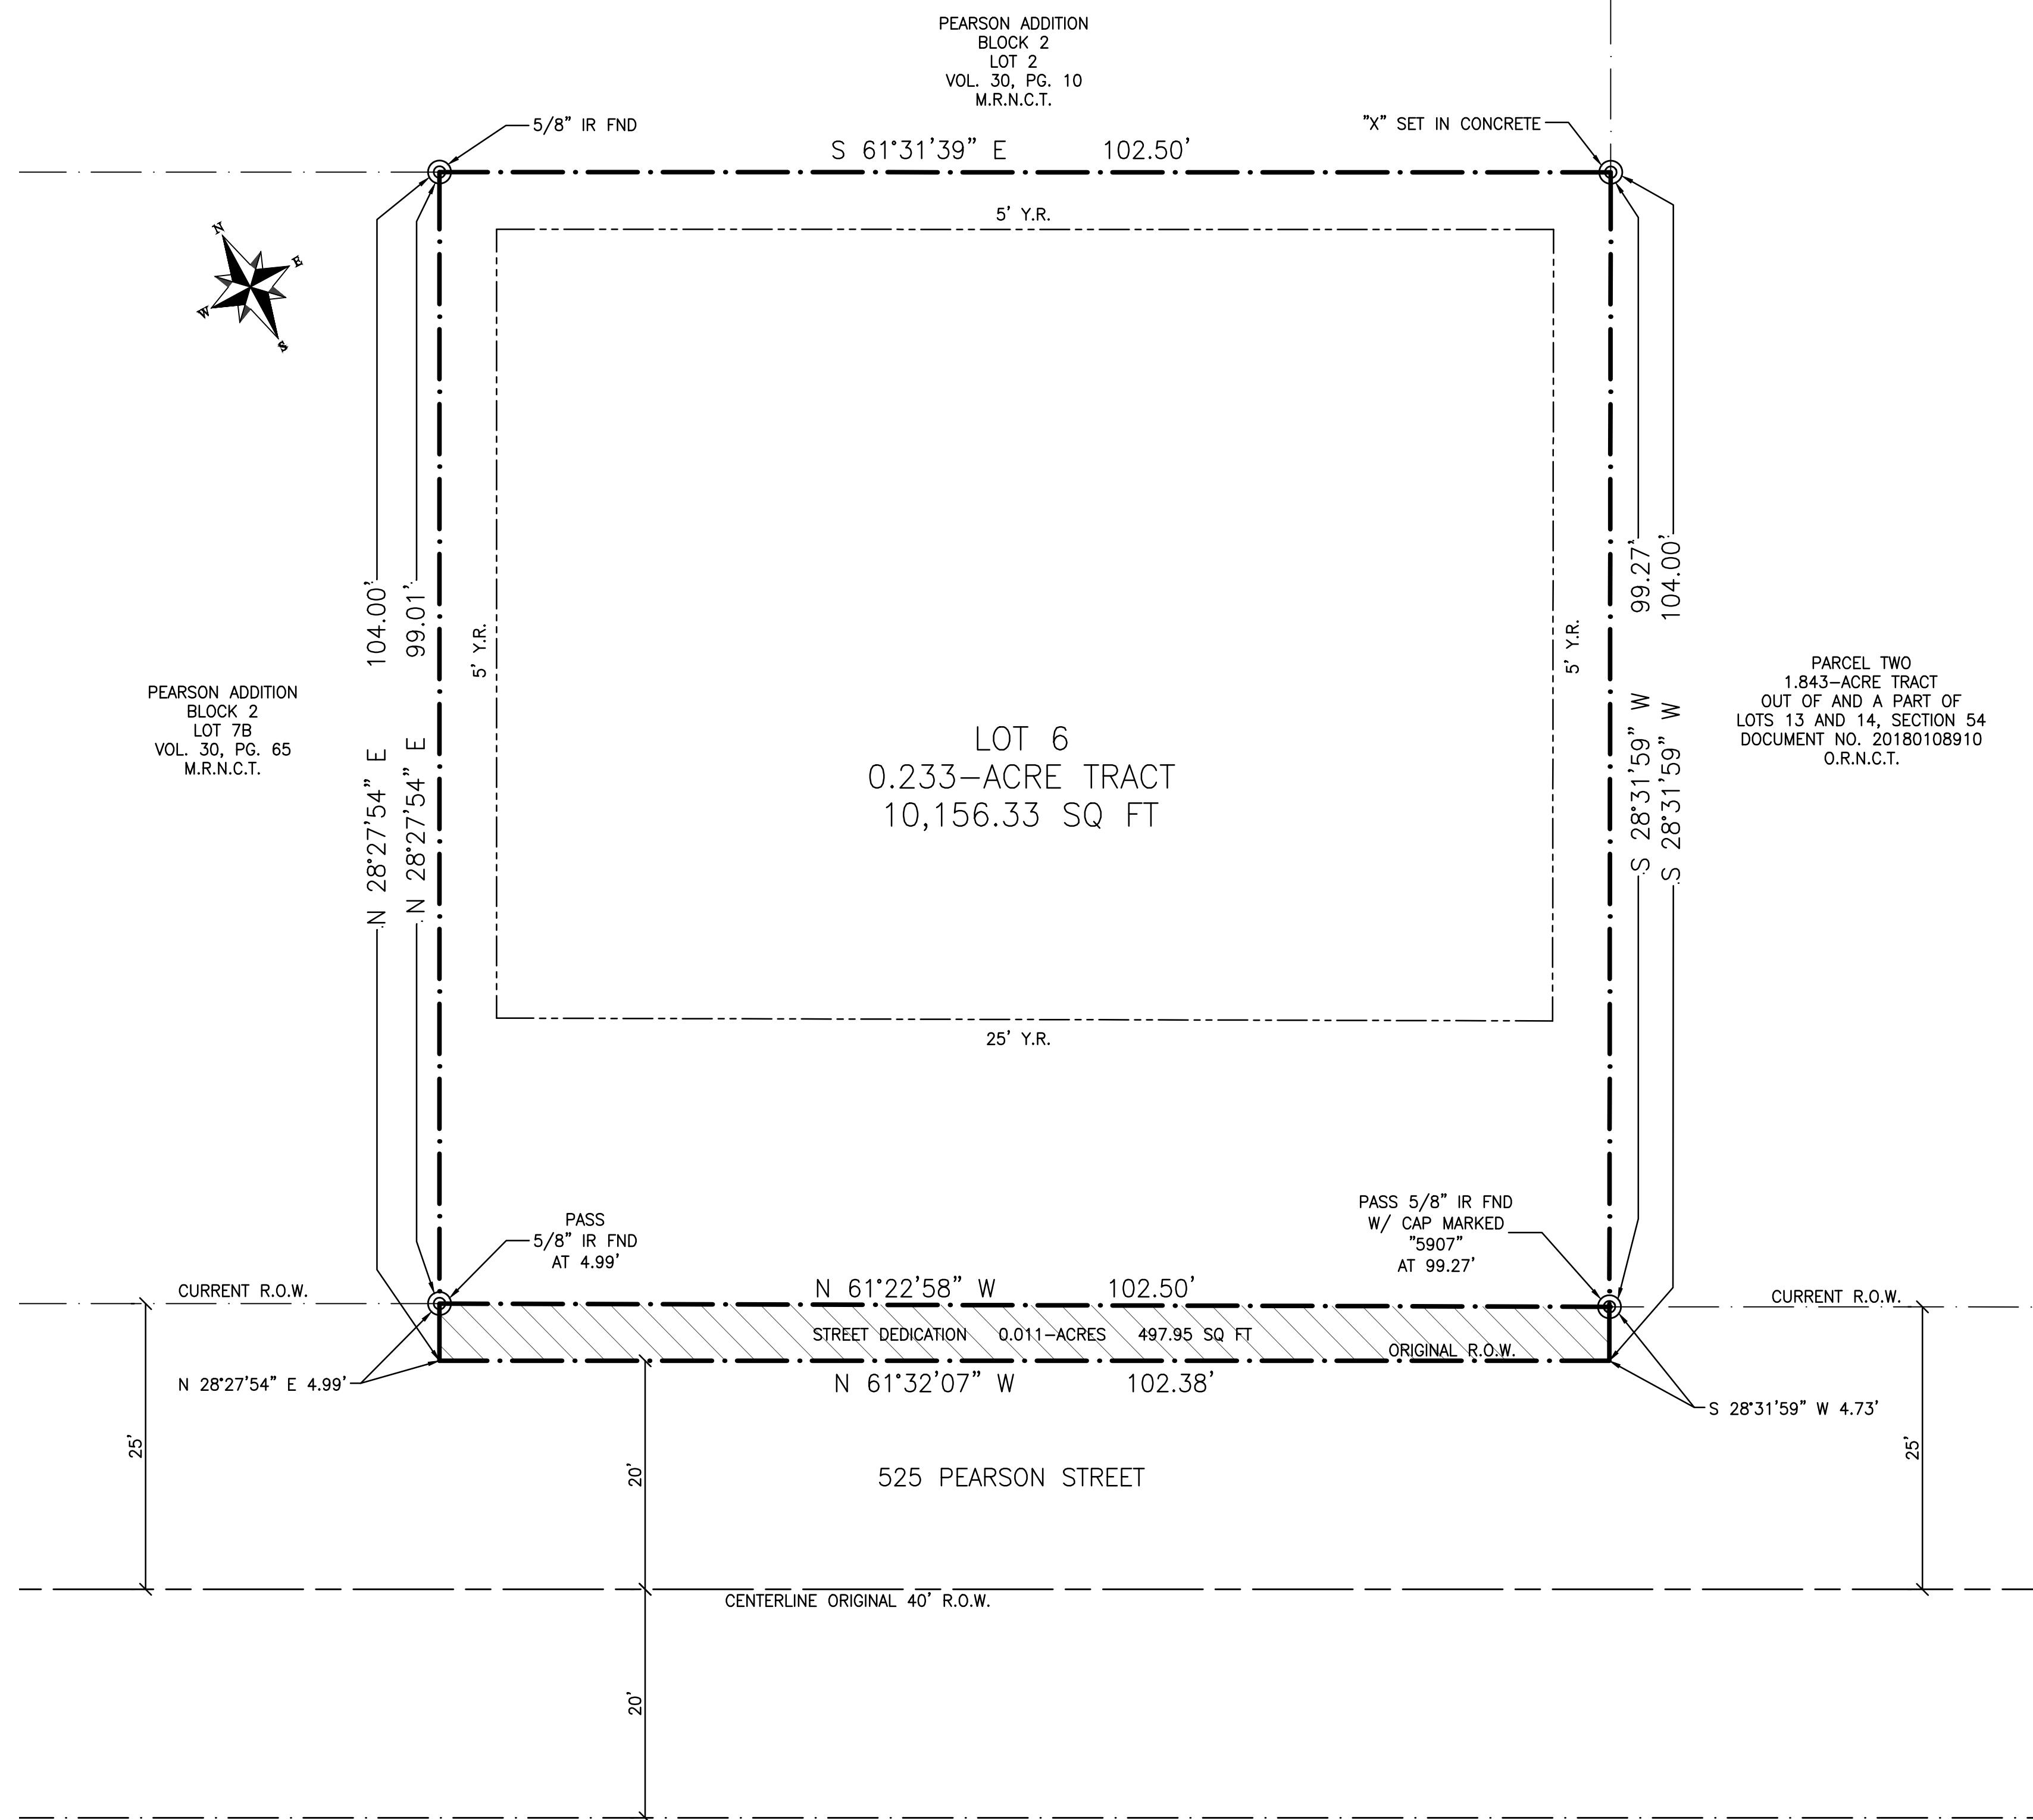 PEARSON ADDITION
BLOCK 2
LOT 2
VOL. 30, PG. 10
M.R.N.C.T.
5/8" IR FND
"X" SET IN CONCRETE
S 61°31'39" E 102.50'
N
E
W
S
5' Y.R.
5' Y.R.
5' Y.R.
N 28°27'54" E 104.00'
N 28°27'54" E 99.01'
S 28°31'59" W 99.27'
S 28°31'59" W 104.00'
PEARSON ADDITION
BLOCK 2
LOT 7B
VOL. 30, PG. 65
M.R.N.C.T.
LOT 6
0.233-ACRE TRACT
10,156.33 SQ FT
PARCEL TWO
1.843-ACRE TRACT
OUT OF AND A PART OF
LOTS 13 AND 14, SECTION 54
DOCUMENT NO. 20180108910
O.R.N.C.T.
25' Y.R.
PASS
5/8" IR FND
AT 4.99'
PASS 5/8" IR FND
W/ CAP MARKED
"5907"
AT 99.27'
CURRENT R.O.W.
N 61°22'58" W 102.50'
CURRENT R.O.W.
STREET DEDICATION 0.011-ACRES 497.95 SQ FT
ORIGINAL R.O.W.
N 28°27'54" E 4.99'
N 61°32'07" W 102.38'
S 28°31'59" W 4.73'
25'
20'
525 PEARSON STREET
25'
CENTERLINE ORIGINAL 40' R.O.W.
20'